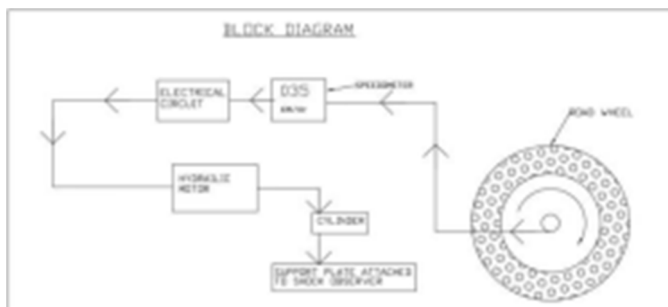 BLOCK DIAGRAM
ELECTRICAL
CIRCUIT
035
KM/HR
SPEEDOMETER
ROAD WHEEL
HYDRAULIC
MOTOR
CYLINDER
SUPPORT PLATE ATTACHED
TO SHOCK OBSERVER